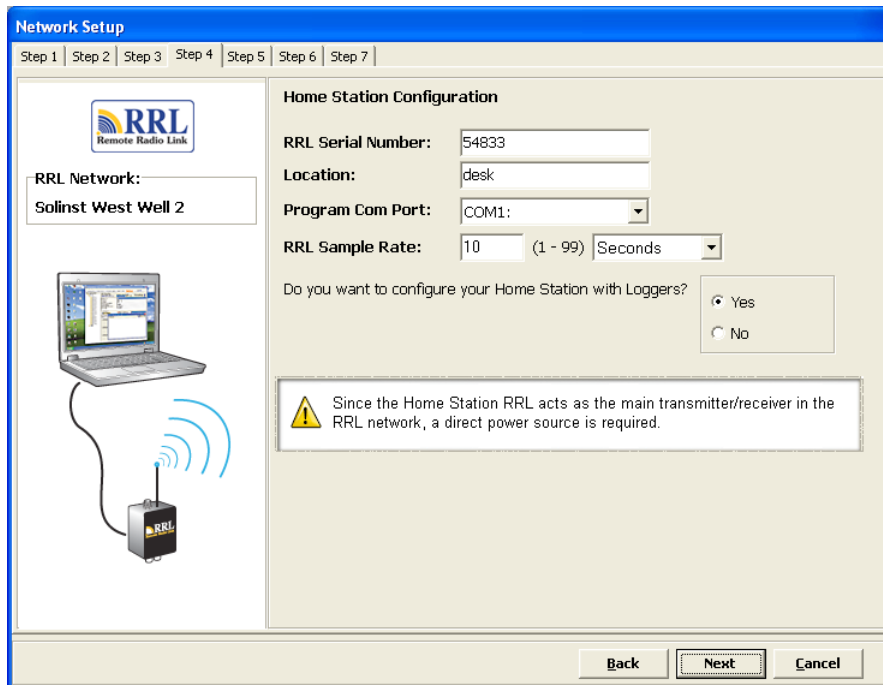 Network Setup
Step 1 Step 2 Step 3 Step 4 Step 5 Step 6 Step 7
RRL
Remote Radio Link
RRL Network:
Solinst West Well 2
RRL
Remote Radio Link
Home Station Configuration
RRL Serial Number: 54833
Location: desk
Program Com Port: COM1:
RRL Sample Rate: 10 (1 - 99) Seconds
Do you want to configure your Home Station with Loggers?
Yes
No
Since the Home Station RRL acts as the main transmitter/receiver in the
RRL network, a direct power source is required.
Back Next Cancel